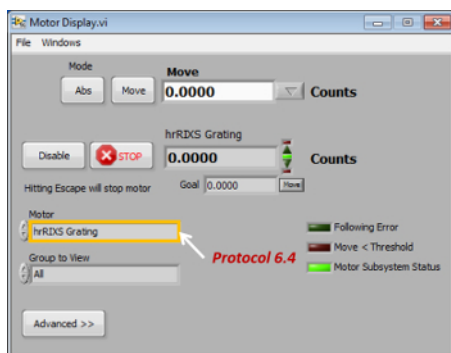 Motor Display.vi
File Windows
Mode
Move
Abs Move 0.0000 Counts
hrRIXS Grating
Disable STOP 0.0000 Counts
Hitting Escape will stop motor Goal 0.0000 Move
Motor
hrRIXS Grating
Following Error
Move < Threshold
Protocol 6.4
Group to View
Motor Subsystem Status
All
Advanced >>